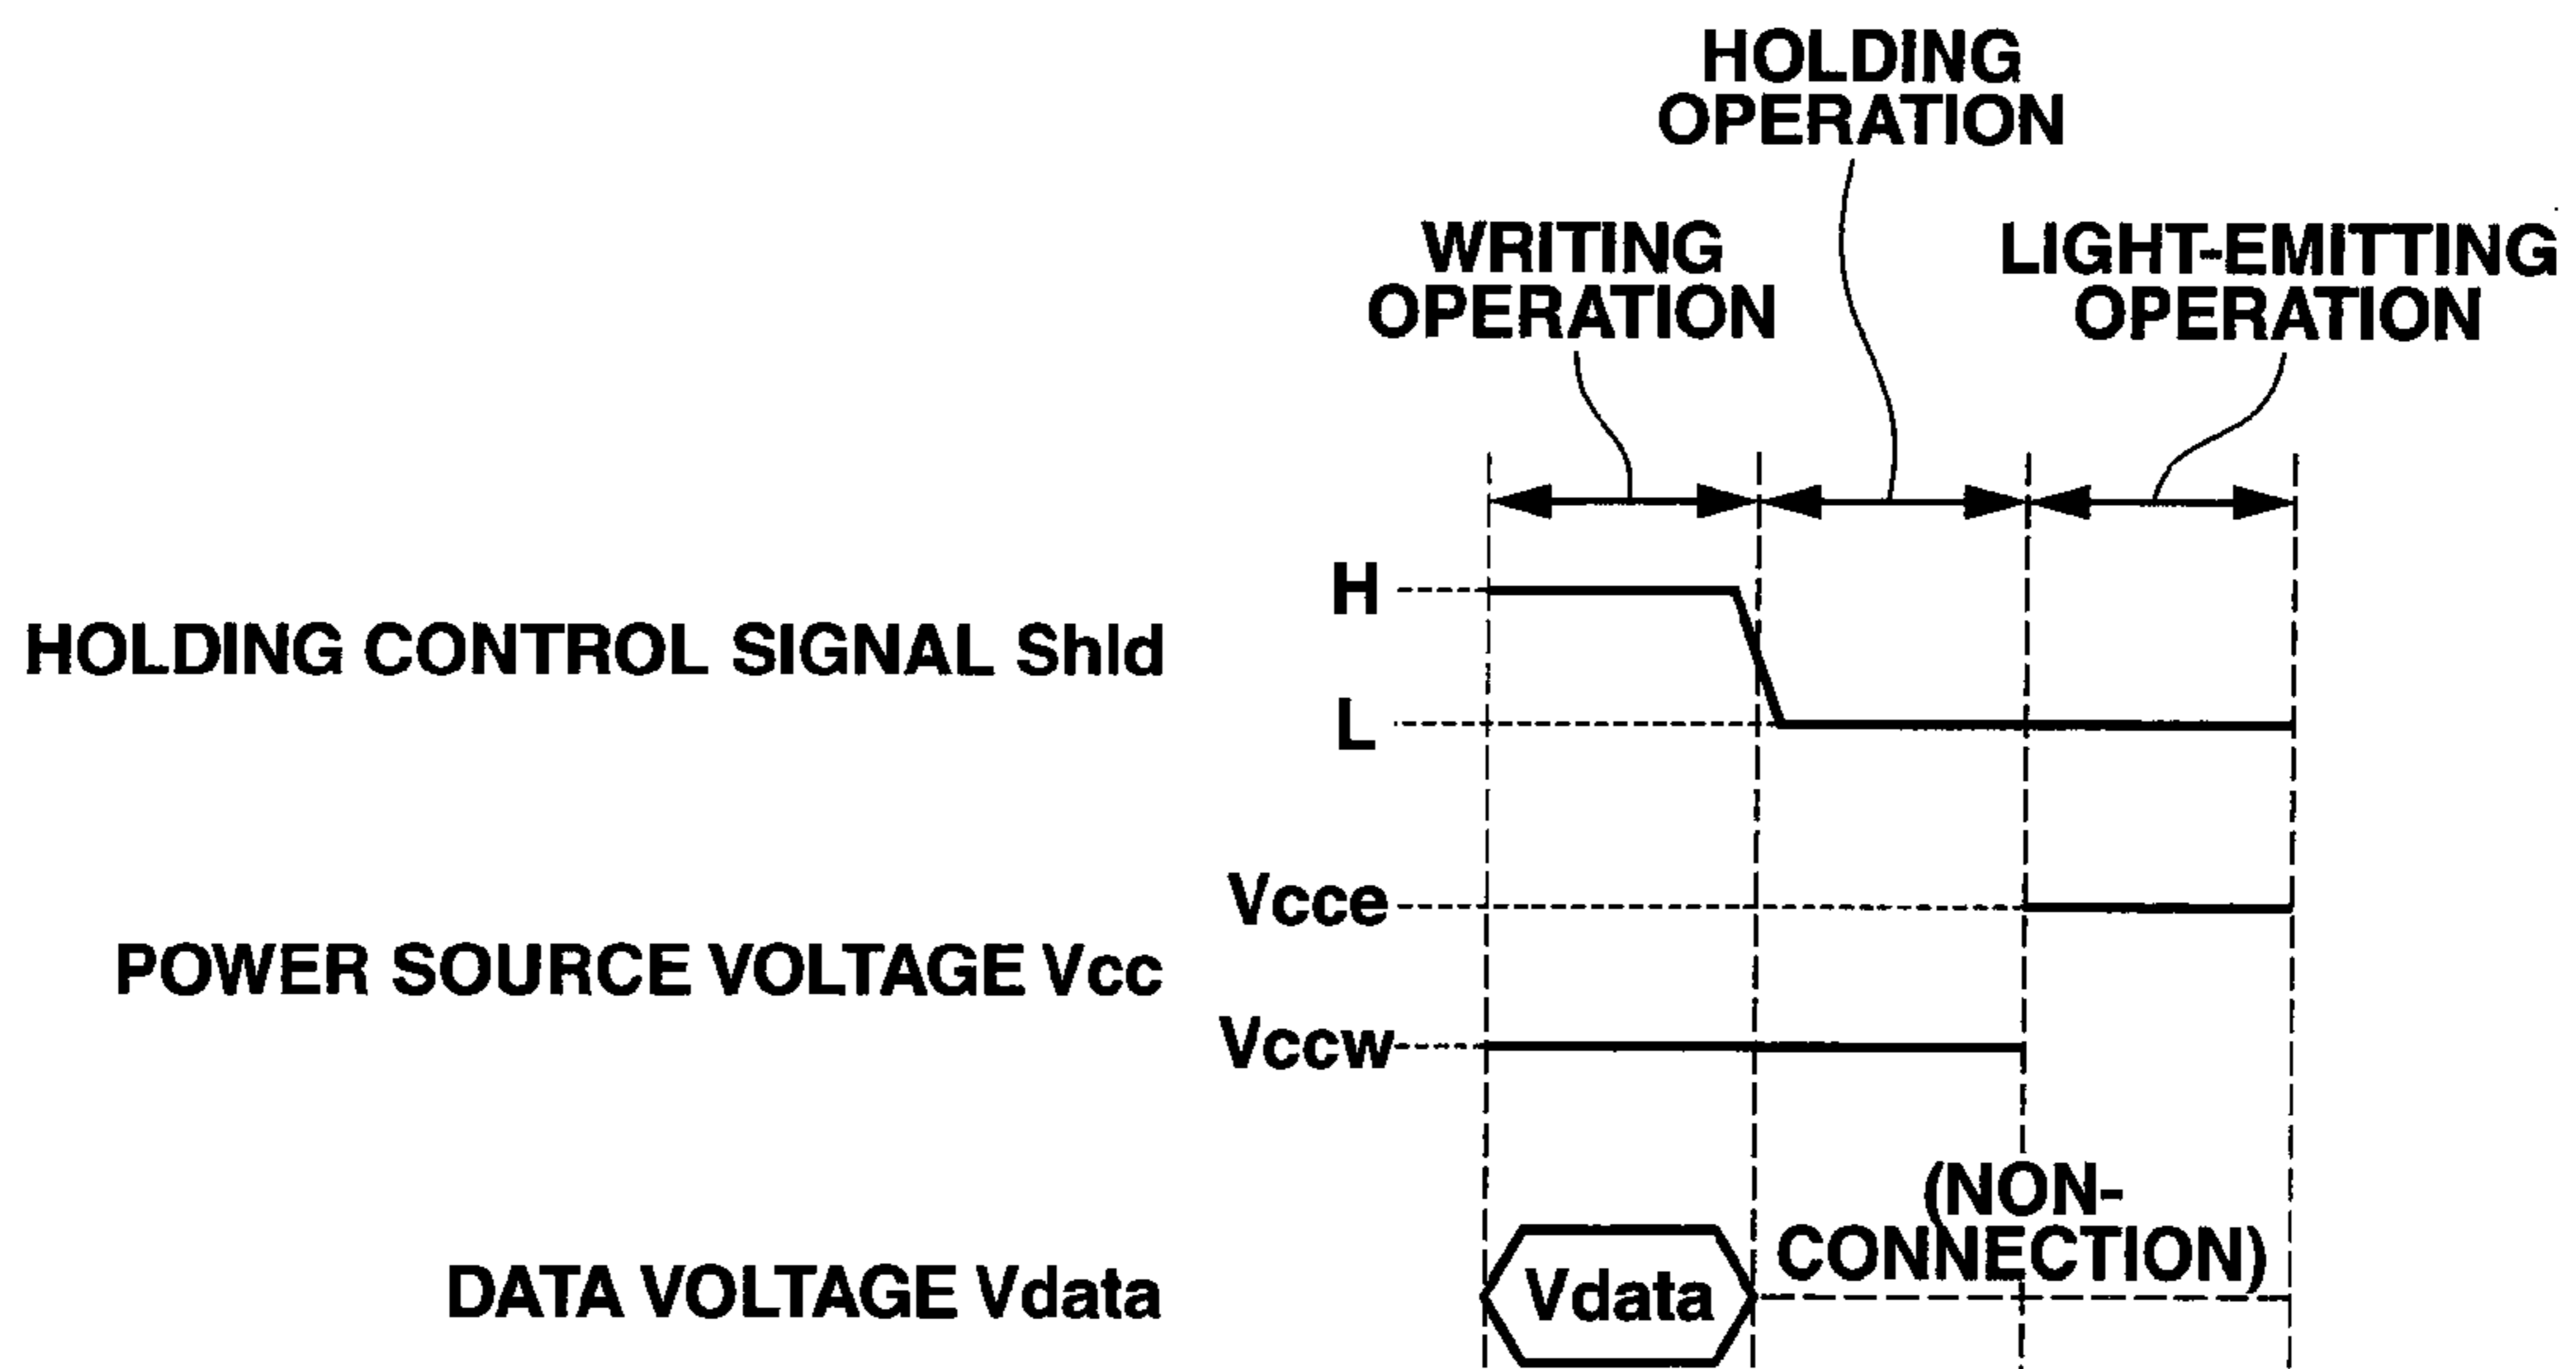 HOLDING
OPERATION
WRITING
OPERATION
LIGHT-EMITTING
OPERATION
H
HOLDING CONTROL SIGNAL Shld
L
Vcce
POWER SOURCE VOLTAGE Vcc
Vccw
(NON-
CONNECTION)
DATA VOLTAGE Vdata
Vdata